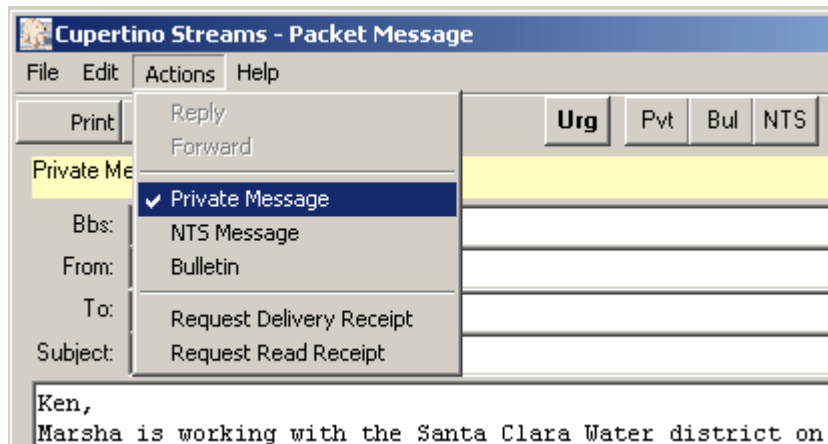 Cupertino Streams - Packet Message
File Edit Actions Help
Print Urg Pvt Bul NTS
Reply
Forward
Private Me
Private Message
NTS Message
Bulletin
Request Delivery Receipt
Request Read Receipt
Bbs:
From:
To:
Subject:
Ken,
Marsha is working with the Santa Clara Water district on